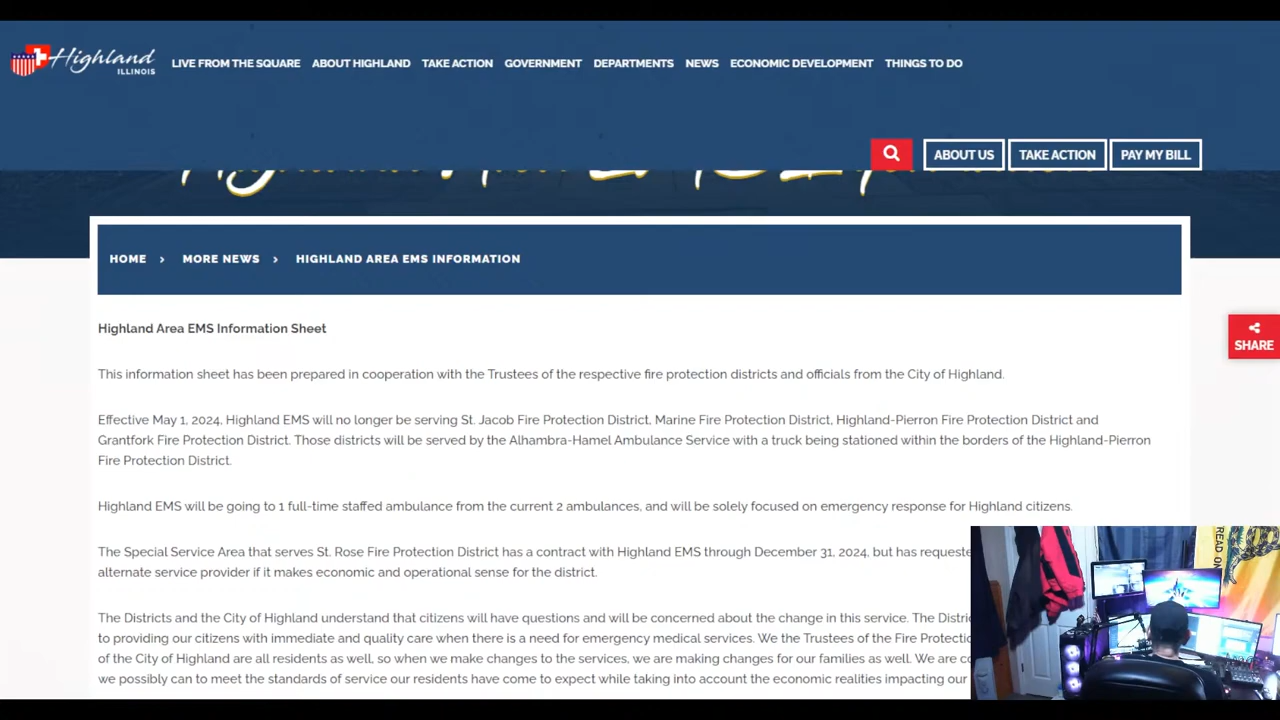 Highland
ILLINOIS
LIVE FROM THE SQUARE ABOUT HIGHLAND TAKE ACTION GOVERNMENT DEPARTMENTS NEWS ECONOMIC DEVELOPMENT THINGS TO DO
ABOUT US TAKE ACTION PAY MY BILL
HOME › MORE NEWS › HIGHLAND AREA EMS INFORMATION
Highland Area EMS Information Sheet
SHARE
This information sheet has been prepared in cooperation with the Trustees of the respective fire protection districts and officials from the City of Highland.
Effective May 1, 2024, Highland EMS will no longer be serving St. Jacob Fire Protection District, Marine Fire Protection District, Highland-Pierron Fire Protection District and
Grantfork Fire Protection District. Those districts will be served by the Alhambra-Hamel Ambulance Service with a truck being stationed within the borders of the Highland-Pierron
Fire Protection District.
Highland EMS will be going to 1 full-time staffed ambulance from the current 2 ambulances, and will be solely focused on emergency response for Highland citizens.
The Special Service Area that serves St. Rose Fire Protection District has a contract with Highland EMS through December 31, 2024, but has
alternate service provider if it makes economic and operational sense for the district.
The Districts and the City of Highland understand that citizens will have questions and will be concerned about the change in this service. The
to providing our citizens with immediate and quality care when there is a need for emergency medical services. We the Trustees of the Fire
of the City of Highland are all residents as well, so when we make changes to the services, we are making changes for our families as well. We are
we possibly can to meet the standards of service our residents have come to expect while taking into account the economic realities impacting our